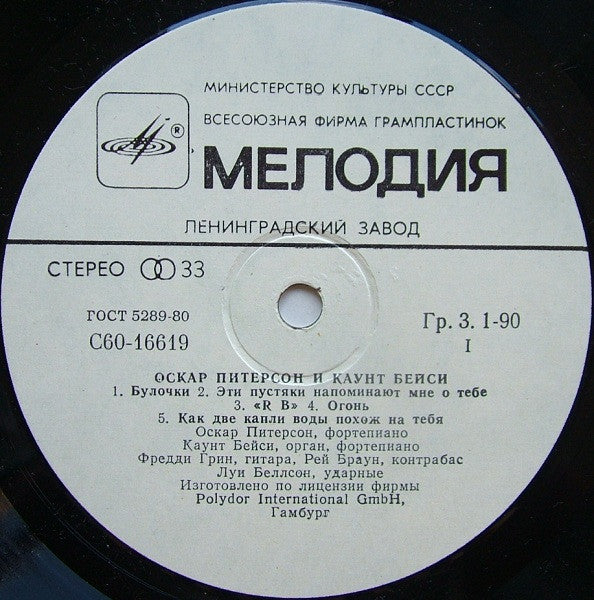 МИНИСТЕРСТВО КУЛЬТУРЫ СССР
ВСЕСОЮЗНАЯ ФИРМА ГРАМПЛАСТИНОК
®
МЕЛОДИЯ
ЛЕНИНГРАДСКИЙ ЗАВОД
СТЕРЕО 33
ГОСТ 5289-80
Гр. 3. 1-90
С60-16619
I
ОСКАР ПИТЕРСОН И КАУНТ БЕЙСИ
1. Булочки 2. Эти пустяки напоминают мне о тебе
3. «R B» 4. Огонь
5. Как две капли воды похож на тебя
Оскар Питерсон, фортепиано
Каунт Бейси, орган, фортепиано
Фредди Грин, гитара, Рей Браун, контрабас
Луи Беллсон, ударные
Изготовлено по лицензии фирмы
Polydor International GmbH,
Гамбург